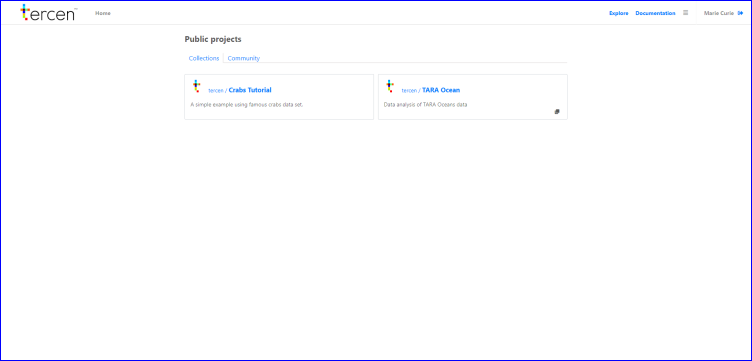 tercen
Home
Explore Documentation Marie Curie
Public projects
Collections Community
tercen / Crabs Tutorial
A simple example using famous crabs data set.
tercen / TARA Ocean
Data analysis of TARA Oceans data